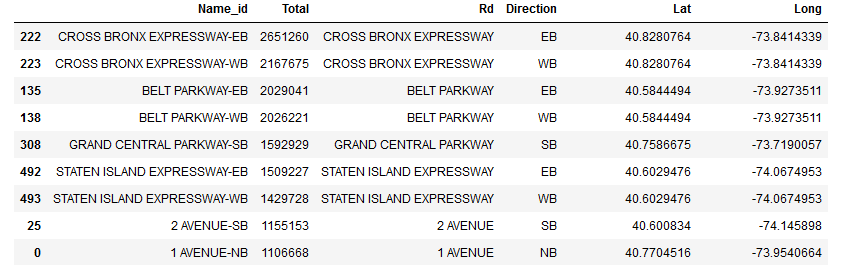 Name_id Total Rd Direction Lat Long
222 CROSS BRONX EXPRESSWAY-EB 2651260 CROSS BRONX EXPRESSWAY EB 40.8280764 -73.8414339
223 CROSS BRONX EXPRESSWAY-WB 2167675 CROSS BRONX EXPRESSWAY WB 40.8280764 -73.8414339
135 BELT PARKWAY-EB 2029041 BELT PARKWAY EB 40.5844494 -73.9273511
138 BELT PARKWAY-WB 2026221 BELT PARKWAY WB 40.5844494 -73.9273511
308 GRAND CENTRAL PARKWAY-SB 1592929 GRAND CENTRAL PARKWAY SB 40.7586675 -73.7190057
492 STATEN ISLAND EXPRESSWAY-EB 1509227 STATEN ISLAND EXPRESSWAY EB 40.6029476 -74.0674953
493 STATEN ISLAND EXPRESSWAY-WB 1429728 STATEN ISLAND EXPRESSWAY WB 40.6029476 -74.0674953
25 2 AVENUE-SB 1155153 2 AVENUE SB 40.600834 -74.145898
0 1 AVENUE-NB 1106668 1 AVENUE NB 40.7704516 -73.9540664